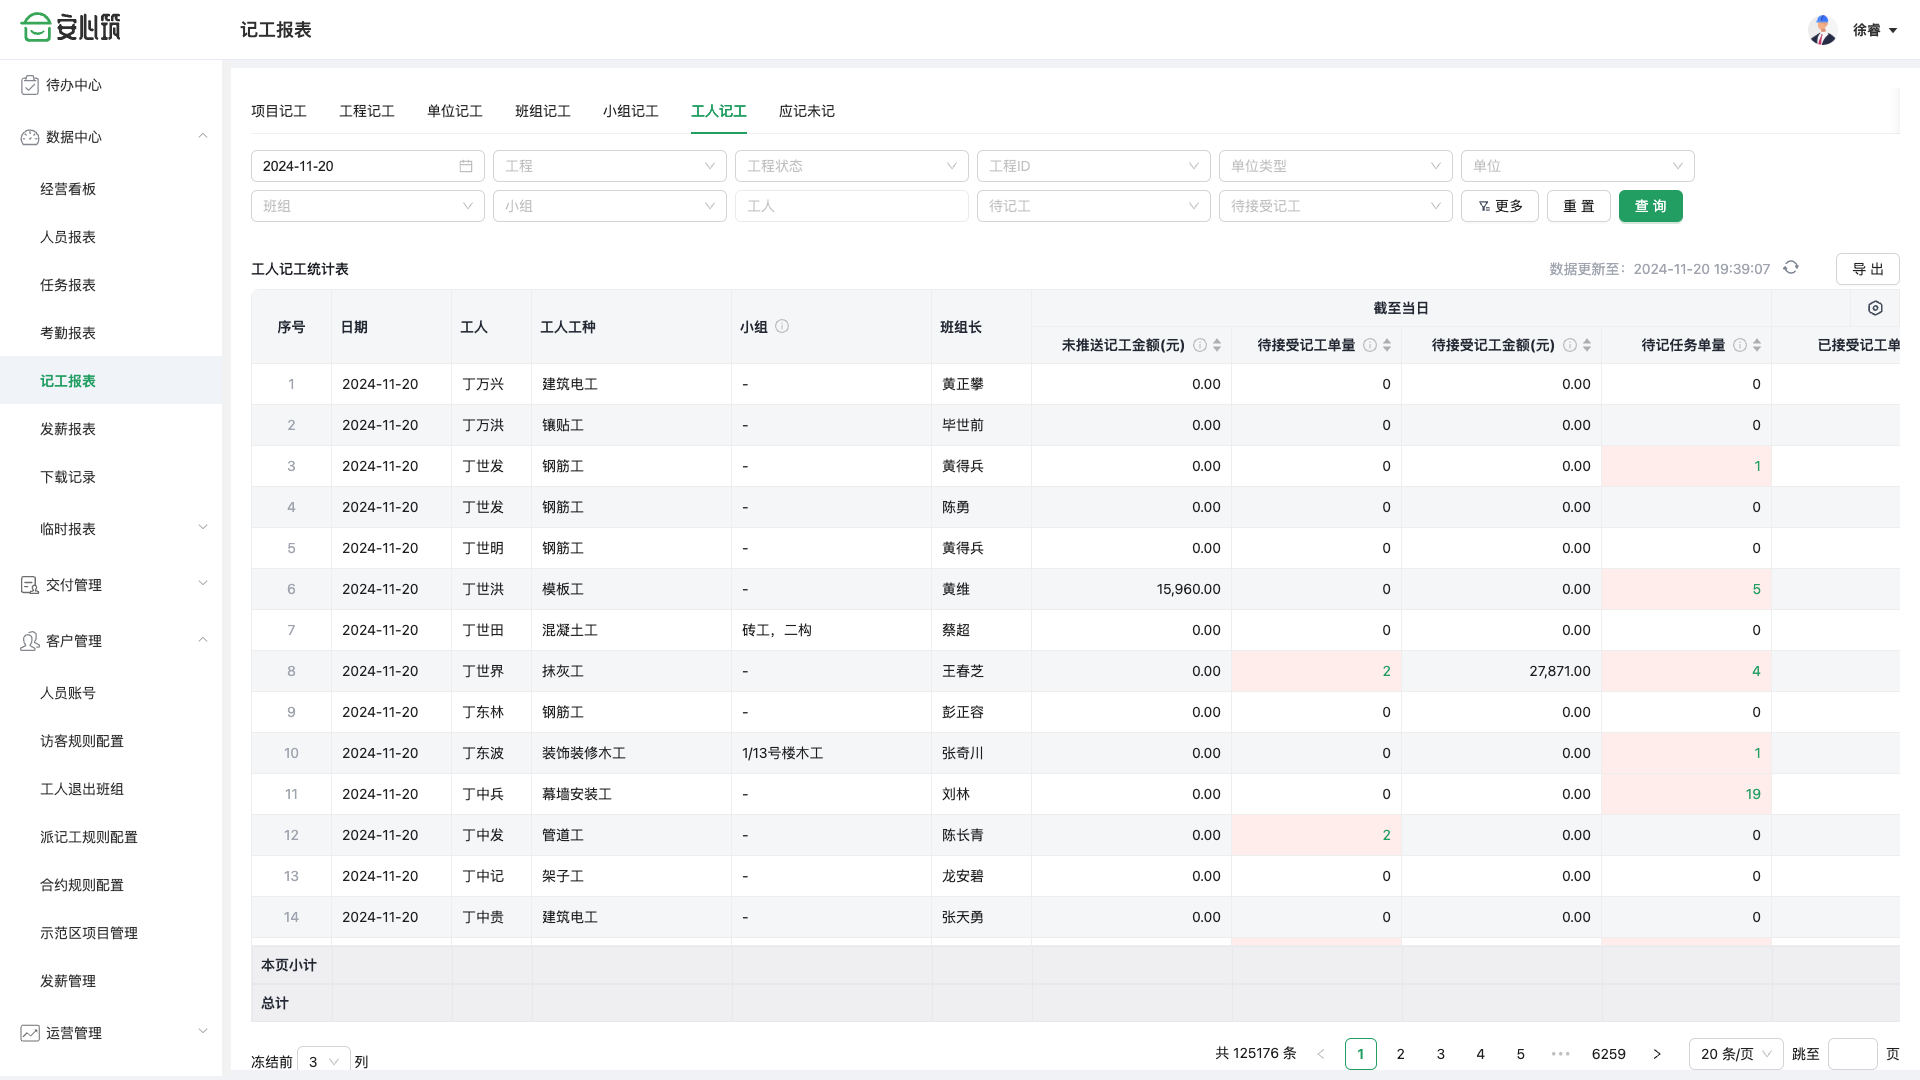 安心筑
记工报表
徐睿
待办中心
数据中心
经营看板
人员报表
任务报表
考勤报表
记工报表
发薪报表
下载记录
临时报表
交付管理
客户管理
人员账号
访客规则配置
工人退出班组
派记工规则配置
合约规则配置
示范区项目管理
发薪管理
运营管理
项目记工 工程记工 单位记工 班组记工 小组记工 工人记工 应记未记
2024-11-20 工程 工程状态 工程ID 单位类型 单位
班组 小组 工人 待记工 待接受记工 更多 重置 查询
工人记工统计表 数据更新至：2024-11-20 19:39:07 导出
截至当日
序号 日期 工人 工人工种 小组 班组长
未推送记工金额(元) 待接受记工单量 待接受记工金额(元) 待记任务单量 已接受记工单
1 2024-11-20 丁万兴 建筑电工 - 黄正攀 0.00 0 0.00 0
2 2024-11-20 丁万洪 镶贴工 - 毕世前 0.00 0 0.00 0
3 2024-11-20 丁世发 钢筋工 - 黄得兵 0.00 0 0.00 1
4 2024-11-20 丁世发 钢筋工 - 陈勇 0.00 0 0.00 0
5 2024-11-20 丁世明 钢筋工 - 黄得兵 0.00 0 0.00 0
6 2024-11-20 丁世洪 模板工 - 黄维 15,960.00 0 0.00 5
7 2024-11-20 丁世田 混凝土工 砖工，二构 蔡超 0.00 0 0.00 0
8 2024-11-20 丁世界 抹灰工 - 王春芝 0.00 2 27,871.00 4
9 2024-11-20 丁东林 钢筋工 - 彭正容 0.00 0 0.00 0
10 2024-11-20 丁东波 装饰装修木工 1/13号楼木工 张奇川 0.00 0 0.00 1
11 2024-11-20 丁中兵 幕墙安装工 - 刘林 0.00 0 0.00 19
12 2024-11-20 丁中发 管道工 - 陈长青 0.00 2 0.00 0
13 2024-11-20 丁中记 架子工 - 龙安碧 0.00 0 0.00 0
14 2024-11-20 丁中贵 建筑电工 - 张天勇 0.00 0 0.00 0
本页小计
总计
冻结前 3 列
共 125176 条 < 1 2 3 4 5 ••• 6259 > 20 条/页 跳至 页